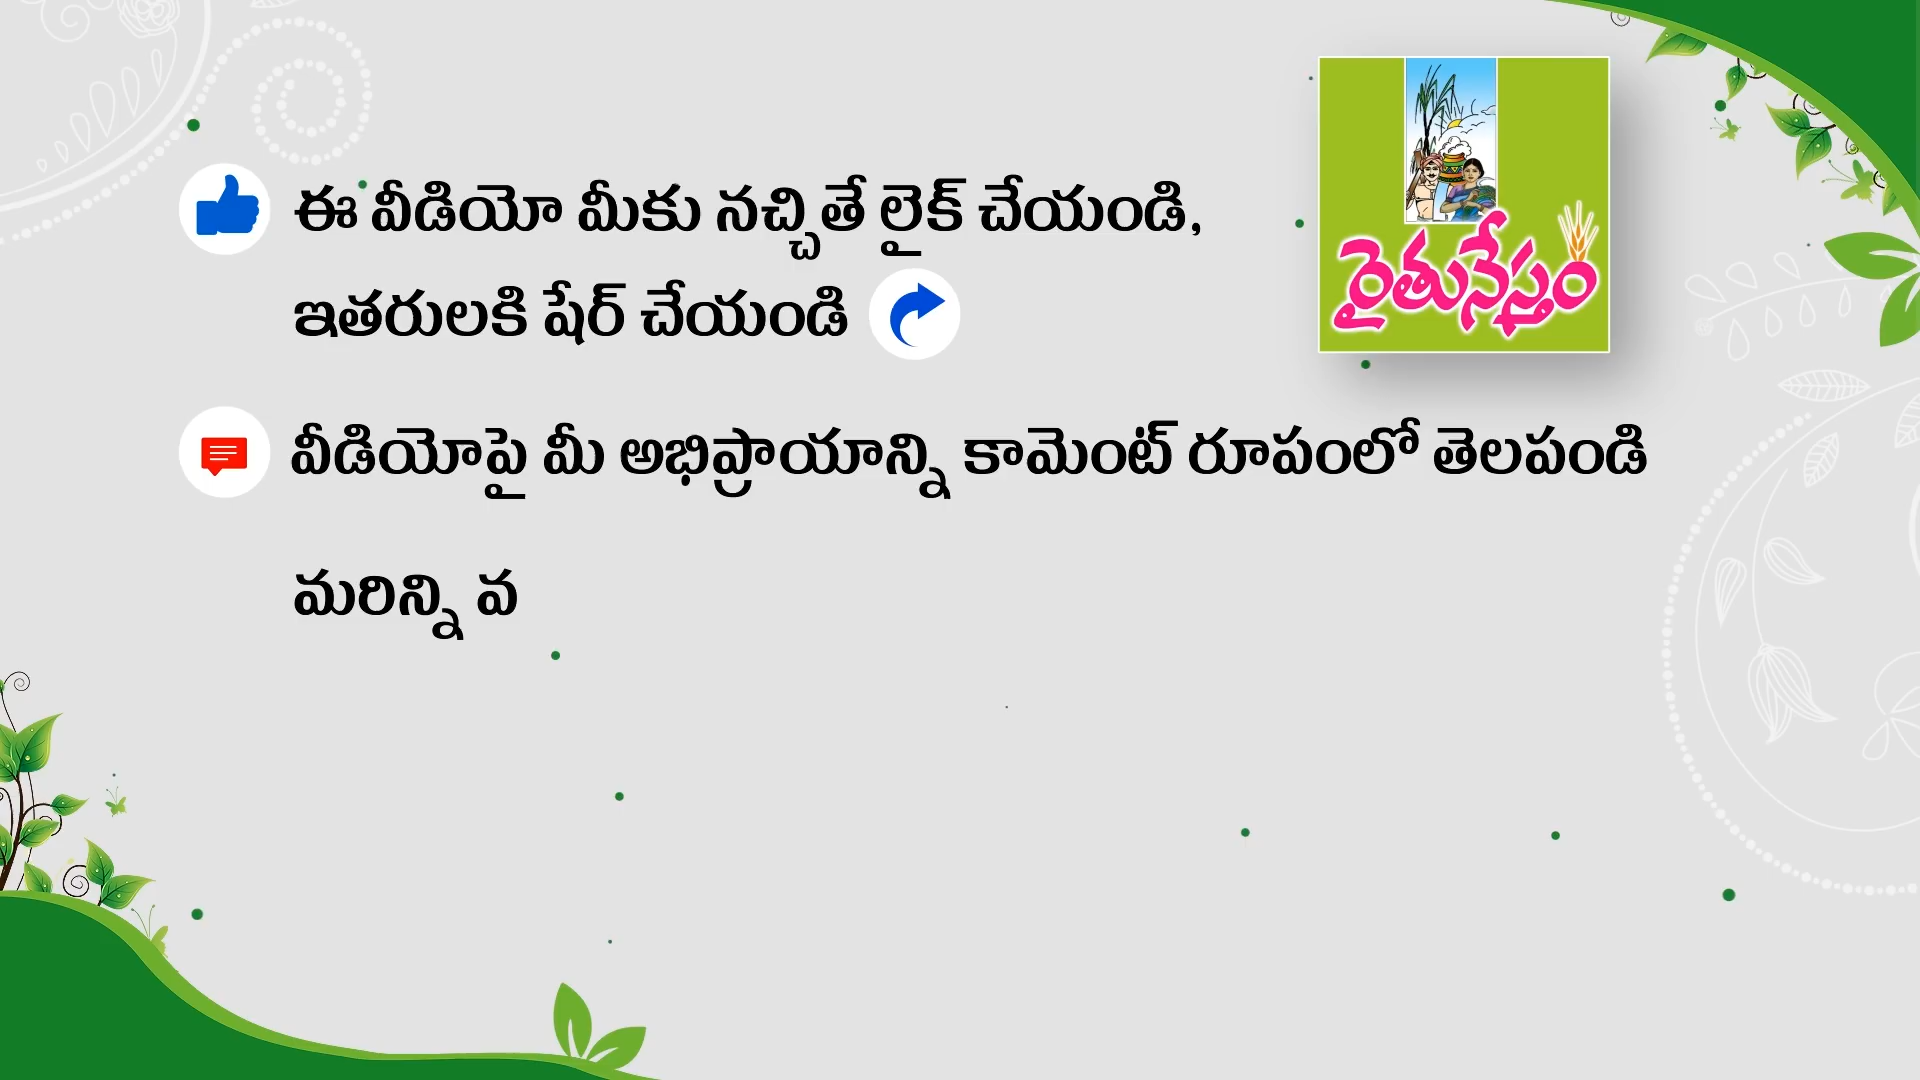 ఈ వీడియో మీకు నచ్చితే లైక్ చేయండి,
ఇతరులకి షేర్ చేయండి
రైతునేస్తం
వీడియోపై మీ అభిప్రాయాన్ని కామెంట్ రూపంలో తెలపండి
మరిన్ని వ